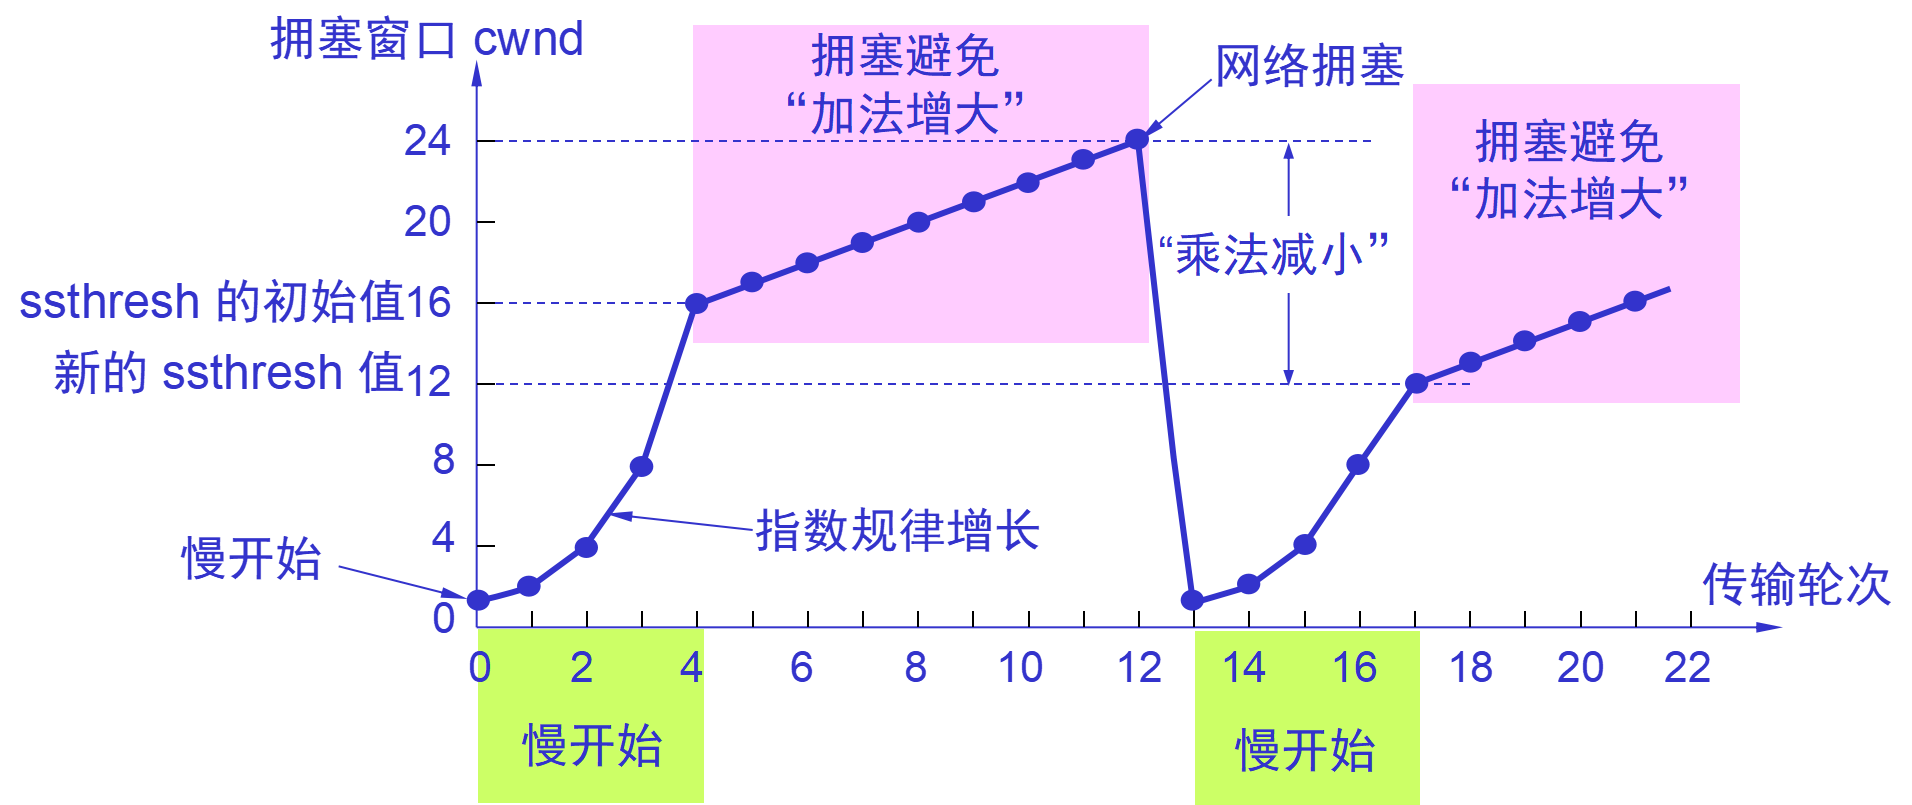 拥塞窗口 cwnd
拥塞避免
“加法增大”
网络拥塞
拥塞避免
“加法增大”
24
20
“乘法减小”
ssthresh 的初始值16
新的 ssthresh 值12
8
4
0
指数规律增长
慢开始
传输轮次
0 2 4 6 8 10 12 14 16 18 20 22
慢开始
慢开始